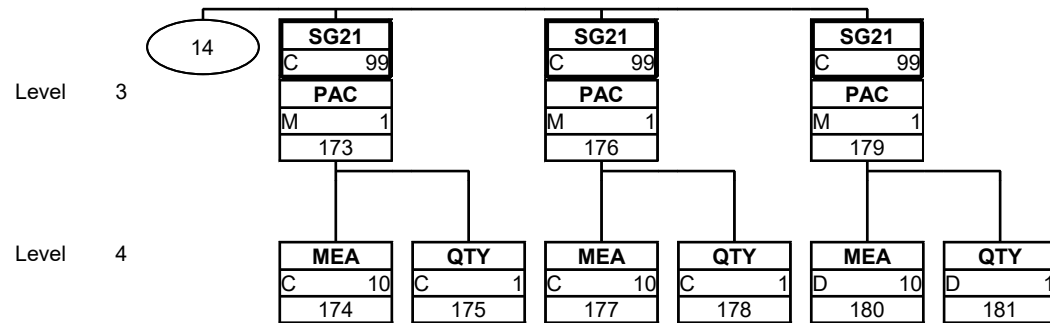 14
SG21 SG21 SG21
C 99 C 99 C 99
Level 3 PAC PAC PAC
M 1 M 1 M 1
173 176 179
Level 4 MEA QTY MEA QTY MEA QTY
C 10 C 1 C 10 C 1 D 10 D 1
174 175 177 178 180 181